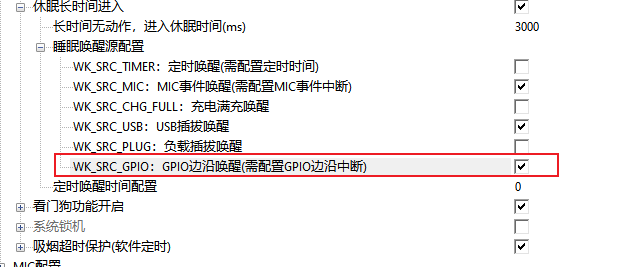 休眠长时间进入
长时间无动作，进入休眠时间(ms) 3000
睡眠唤醒源配置
WK_SRC_TIMER：定时唤醒(需配置定时时间)
WK_SRC_MIC：MIC事件唤醒(需配置MIC事件中断)
WK_SRC_CHG_FULL：充电满充唤醒
WK_SRC_USB：USB插拔唤醒
WK_SRC_PLUG：负载插拔唤醒
WK_SRC_GPIO：GPIO边沿唤醒(需配置GPIO边沿中断)
定时唤醒时间配置 0
看门狗功能开启
系统锁机
吸烟超时保护(软件定时)
MIC配置